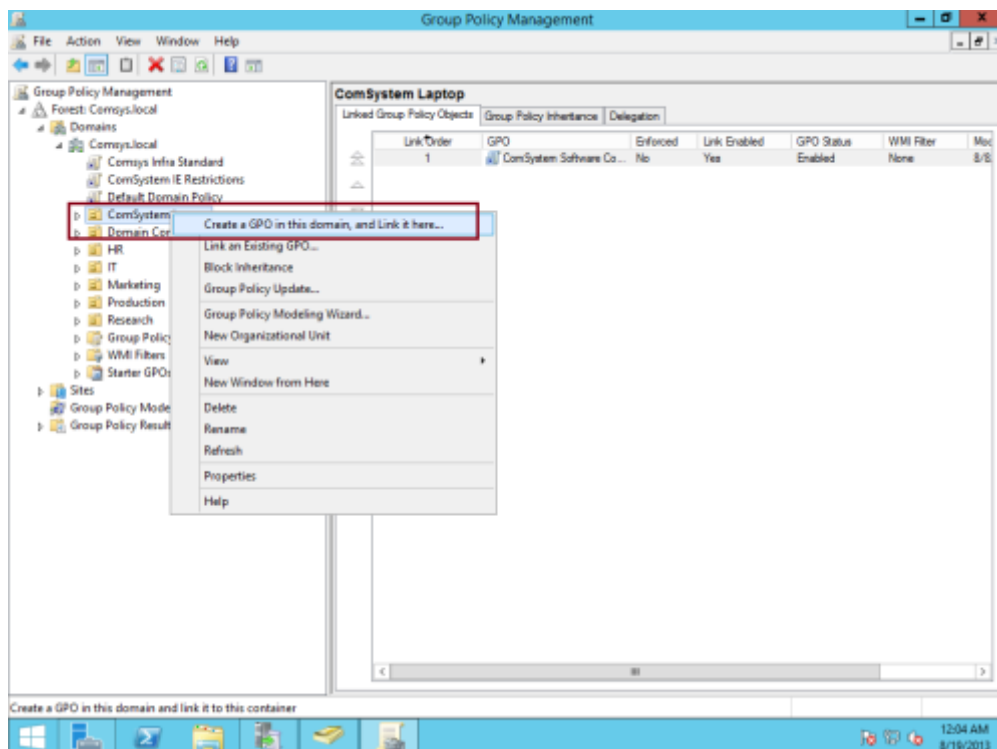 Group Policy Management
File Action View Window Help
Group Policy Management
Forest: Comsys.local
Domains
Comsys.local
Comsys Infra Standard
ComSystem IE Restrictions
Default Domain Policy
ComSystem
Domain Con
HR
IT
Marketing
Production
Research
Group Policy
WMI Filters
Starter GPOs
Sites
Group Policy Mode
Group Policy Result
Create a GPO in this domain, and Link it here...
Link an Existing GPO...
Block Inheritance
Group Policy Update...
Group Policy Modeling Wizard...
New Organizational Unit
View
New Window from Here
Delete
Rename
Refresh
Properties
Help
ComSystem Laptop
Linked Group Policy Objects Group Policy Inheritance Delegation
Link Order GPO Enforced Link Enabled GPO Status WMI Filter Mod
1 ComSystem Software Co... No Yes Enabled None 8/8
Create a GPO in this domain and link it to this container
12:04 AM
8/19/2013